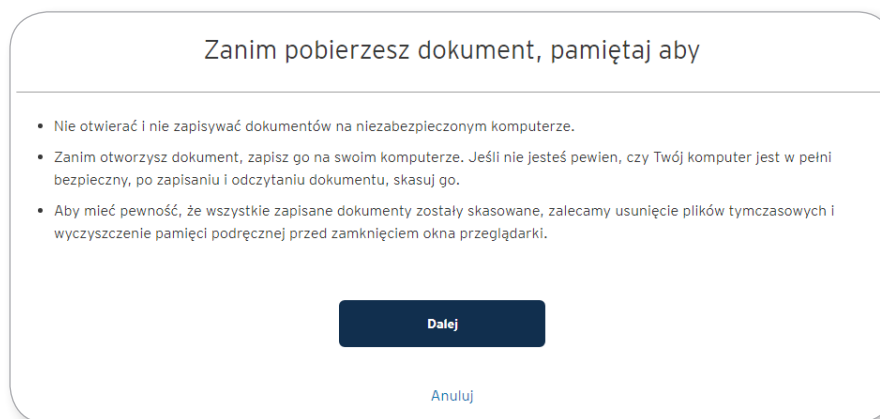 Zanim pobierzesz dokument, pamiętaj aby
• Nie otwierać i nie zapisywać dokumentów na niezabezpieczonym komputerze.
• Zanim otworzysz dokument, zapisz go na swoim komputerze. Jeśli nie jesteś pewien, czy Twój komputer jest w pełni
bezpieczny, po zapisaniu i odczytaniu dokumentu, skasuj go.
• Aby mieć pewność, że wszystkie zapisane dokumenty zostały skasowane, zalecamy usunięcie plików tymczasowych i
wyczyszczenie pamięci podręcznej przed zamknięciem okna przeglądarki.
Dalej
Anuluj